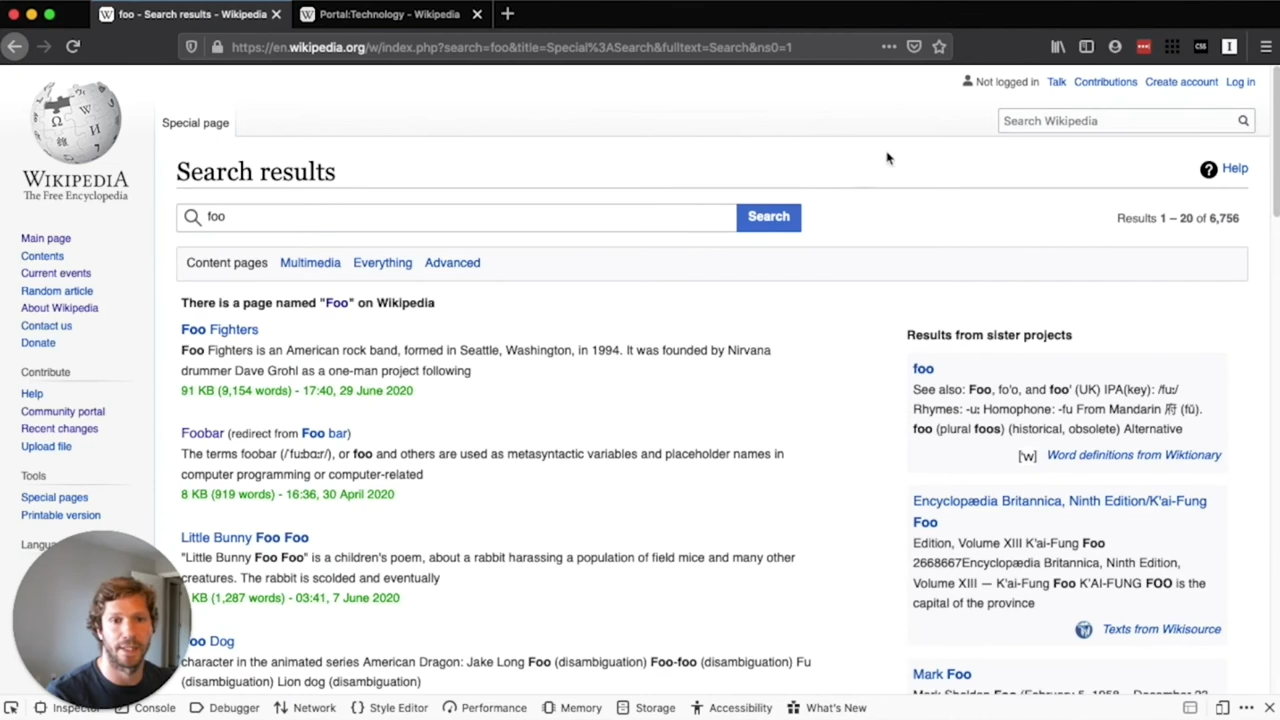 foo - Search results - Wikipedia
Portal:Technology - Wikipedia
https://en.wikipedia.org/w/index.php?search=foo&title=Special%3ASearch&fulltext=Search&ns0=1
Not logged in Talk Contributions Create account Log in
Special page
Search Wikipedia
WIKIPEDIA
The Free Encyclopedia
Main page
Contents
Current events
Random article
About Wikipedia
Contact us
Donate
Contribute
Help
Community portal
Recent changes
Upload file
Tools
Special pages
Printable version
Search results
Help
foo
Search
Results 1 – 20 of 6,756
Content pages Multimedia Everything Advanced
There is a page named "Foo" on Wikipedia
Foo Fighters
Foo Fighters is an American rock band, formed in Seattle, Washington, in 1994. It was founded by Nirvana
drummer Dave Grohl as a one-man project following
91 KB (9,154 words) - 17:40, 29 June 2020
Foobar (redirect from Foo bar)
The terms foobar (/ˈfuːbɑːr/), or foo and others are used as metasyntactic variables and placeholder names in
computer programming or computer-related
8 KB (919 words) - 16:36, 30 April 2020
Little Bunny Foo Foo
"Little Bunny Foo Foo" is a children's poem, about a rabbit harassing a population of field mice and many other
creatures. The rabbit is scolded and eventually
KB (1,287 words) - 03:41, 7 June 2020
Dog
character in the animated series American Dragon: Jake Long Foo (disambiguation) Foo-foo (disambiguation) Fu
(disambiguation) Lion dog (disambiguation)
Results from sister projects
foo
See also: Foo, fo'o, and foo' (UK) IPA(key): /fuː/
Rhymes: -uː Homophone: -fu From Mandarin 府 (fǔ).
foo (plural foos) (historical, obsolete) Alternative
['w] Word definitions from Wiktionary
Encyclopædia Britannica, Ninth Edition/K'ai-Fung
Foo
Edition, Volume XIII K'ai-Fung Foo
2668667Encyclopædia Britannica, Ninth Edition,
Volume XIII — K'ai-Fung Foo K'AI-FUNG FOO is the
capital of the province
Texts from Wikisource
Mark Foo
Inspector Console Debugger Network Style Editor Performance Memory Storage Accessibility What's New